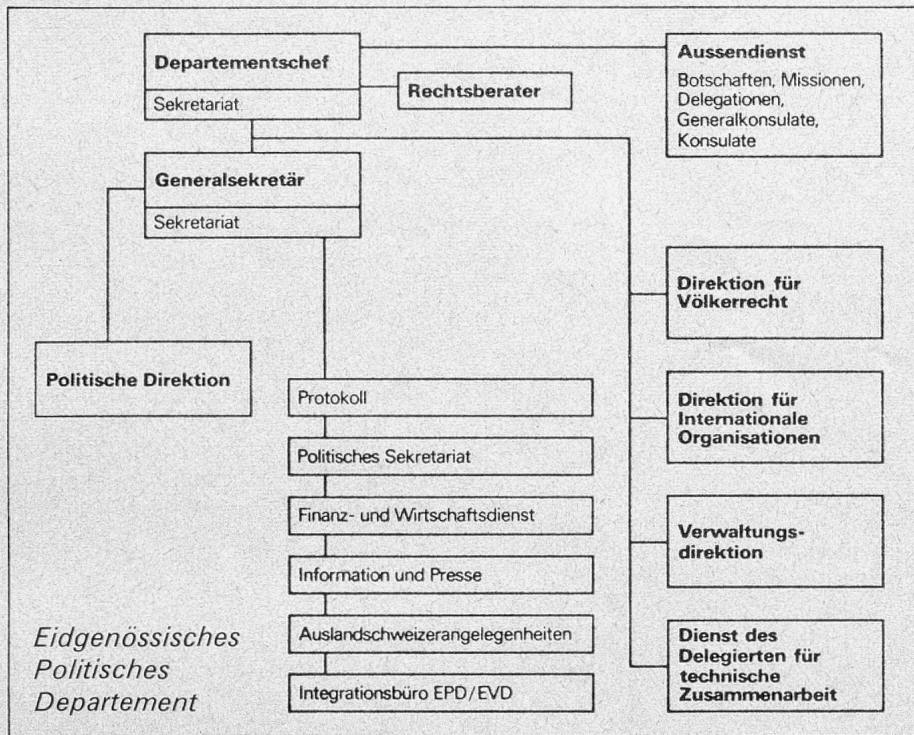 Departementschef
Sekretariat
Rechtsberater
Aussendienst
Botschaften, Missionen,
Delegationen,
Generalkonsulate,
Konsulate
Generalsekretär
Sekretariat
Politische Direktion
Protokoll
Politisches Sekretariat
Finanz- und Wirtschaftsdienst
Information und Presse
Auslandschweizerangelegenheiten
Integrationsbüro EPD/EVD
Direktion für
Völkerrecht
Direktion für
Internationale
Organisationen
Verwaltungs-
direktion
Dienst des
Delegierten für
technische
Zusammenarbeit
Eidgenössisches
Politisches
Departement